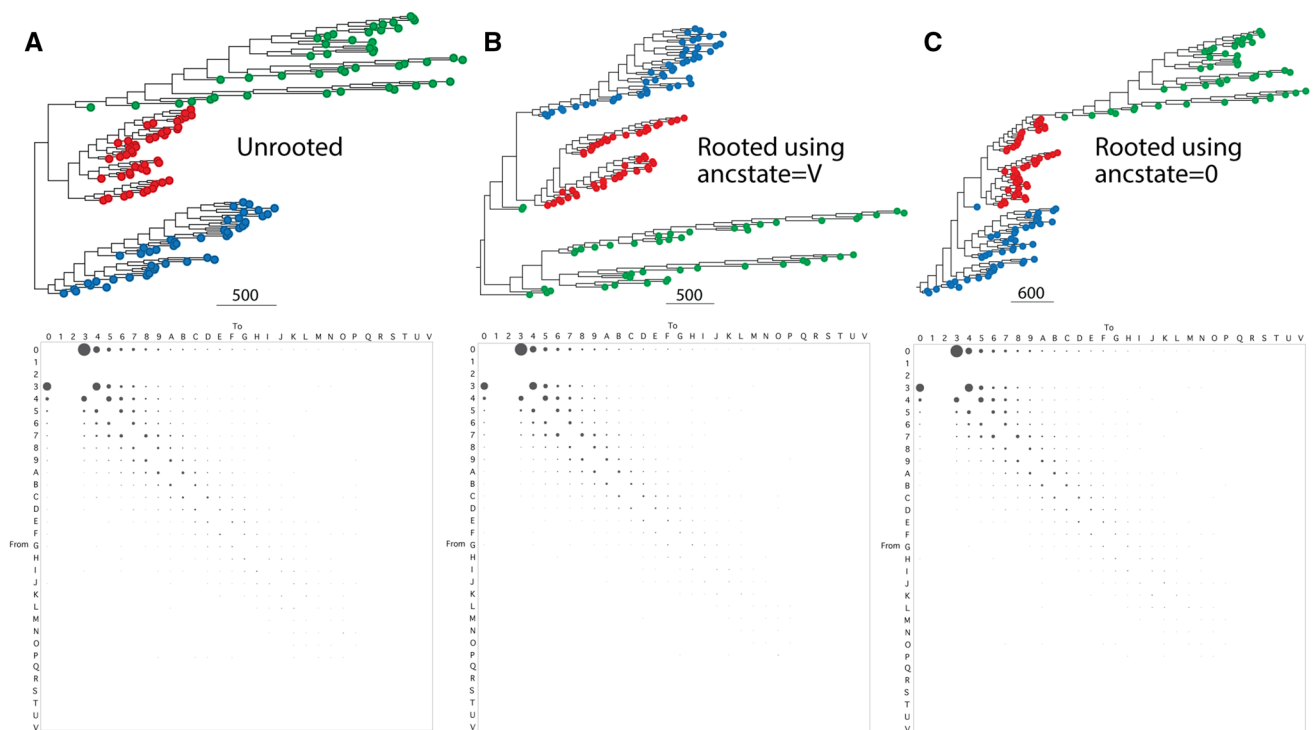 A
B
C
Unrooted
Rooted using
ancstate=V
Rooted using
ancstate=0
500
500
600
To
0 1 2 3 4 5 6 7 8 9 A B C D E F G H I J K L M N O P Q R S T U V
From
0
1
2
3
4
5
6
7
8
9
A
B
C
D
E
F
G
H
I
J
K
L
M
N
O
P
Q
R
S
T
U
V
To
0 1 2 3 4 5 6 7 8 9 A B C D E F G H I J K L M N O P Q R S T U V
From
0
1
2
3
4
5
6
7
8
9
A
B
C
D
E
F
G
H
I
J
K
L
M
N
O
P
Q
R
S
T
U
V
To
0 1 2 3 4 5 6 7 8 9 A B C D E F G H I J K L M N O P Q R S T U V
From
0
1
2
3
4
5
6
7
8
9
A
B
C
D
E
F
G
H
I
J
K
L
M
N
O
P
Q
R
S
T
U
V